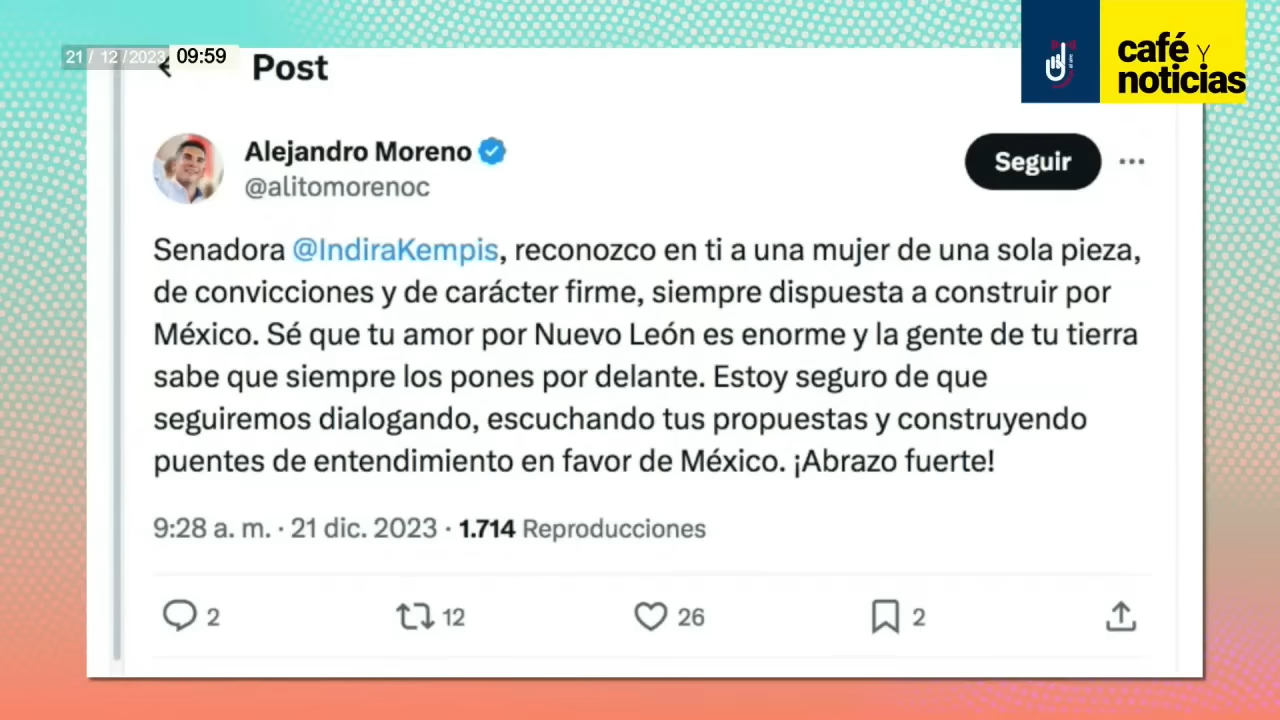 21 / 12 /2023 09:59
café Y
noticias
Post
Alejandro Moreno
@alitomorenoc
Seguir
Senadora @IndiraKempis, reconozco en ti a una mujer de una sola pieza,
de convicciones y de carácter firme, siempre dispuesta a construir por
México. Sé que tu amor por Nuevo León es enorme y la gente de tu tierra
sabe que siempre los pones por delante. Estoy seguro de que
seguiremos dialogando, escuchando tus propuestas y construyendo
puentes de entendimiento en favor de México. ¡Abrazo fuerte!
9:28 a. m. · 21 dic. 2023 · 1.714 Reproducciones
2 12 26 2